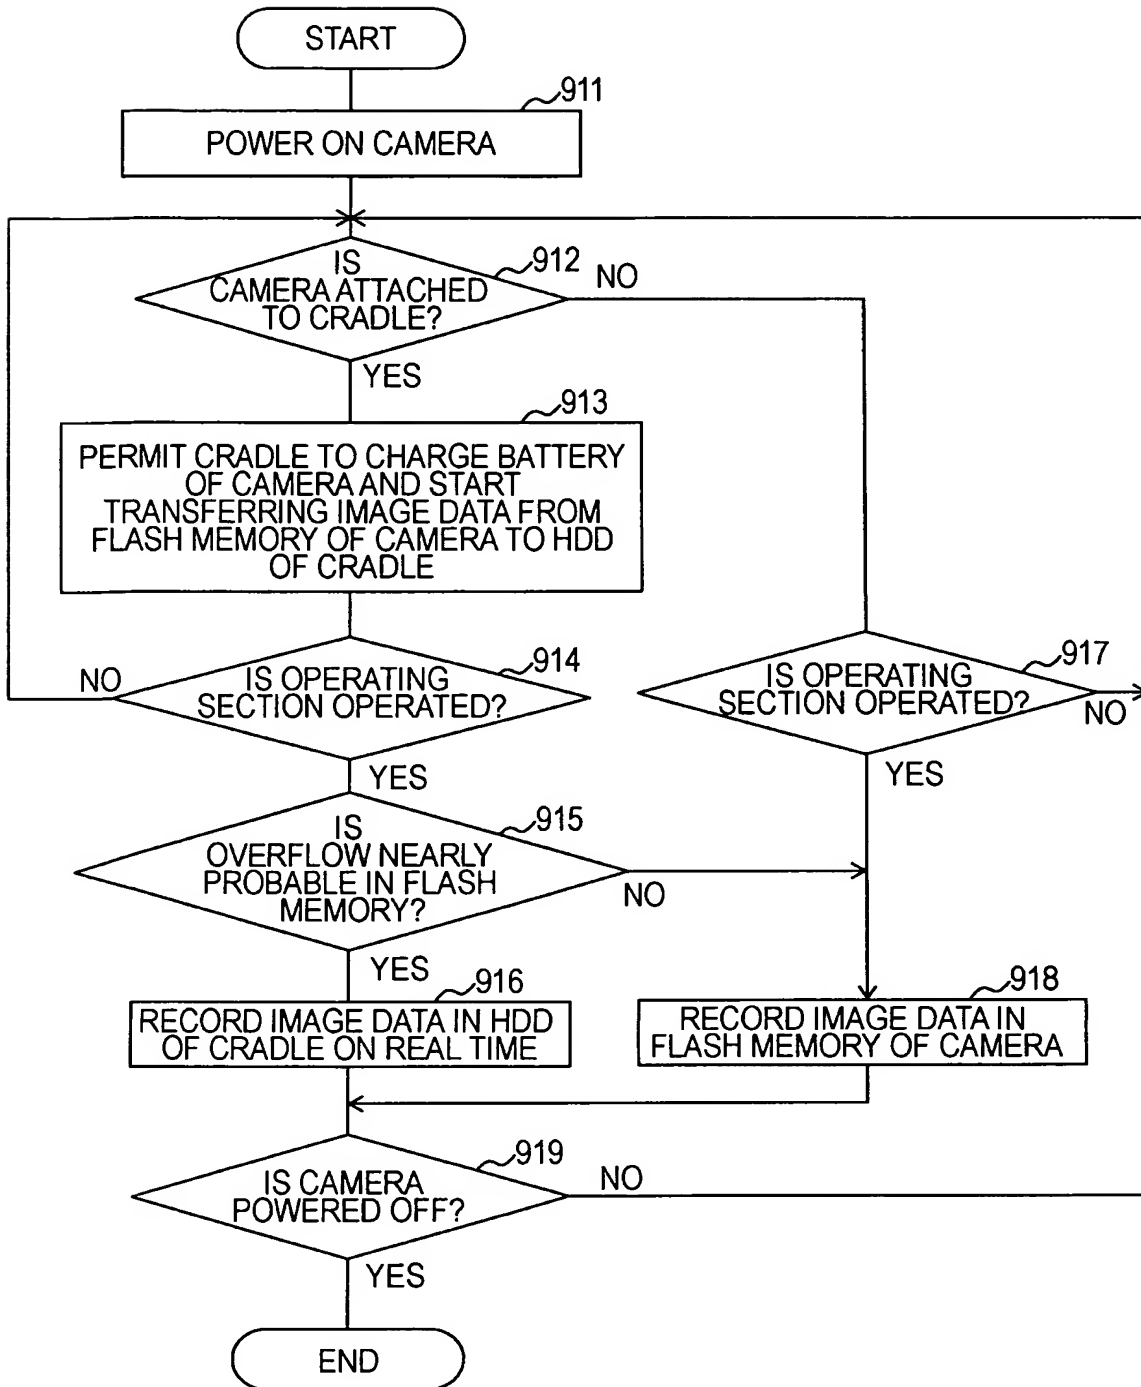 START
911
POWER ON CAMERA
IS
CAMERA ATTACHED
TO CRADLE?
912
NO
YES
913
PERMIT CRADLE TO CHARGE BATTERY
OF CAMERA AND START
TRANSFERRING IMAGE DATA FROM
FLASH MEMORY OF CAMERA TO HDD
OF CRADLE
NO
IS OPERATING
SECTION OPERATED?
914
YES
IS OPERATING
SECTION OPERATED?
917
NO
YES
IS
OVERFLOW NEARLY
PROBABLE IN FLASH
MEMORY?
915
NO
YES
916
RECORD IMAGE DATA IN HDD
OF CRADLE ON REAL TIME
918
RECORD IMAGE DATA IN
FLASH MEMORY OF CAMERA
IS CAMERA
POWERED OFF?
919
NO
YES
END